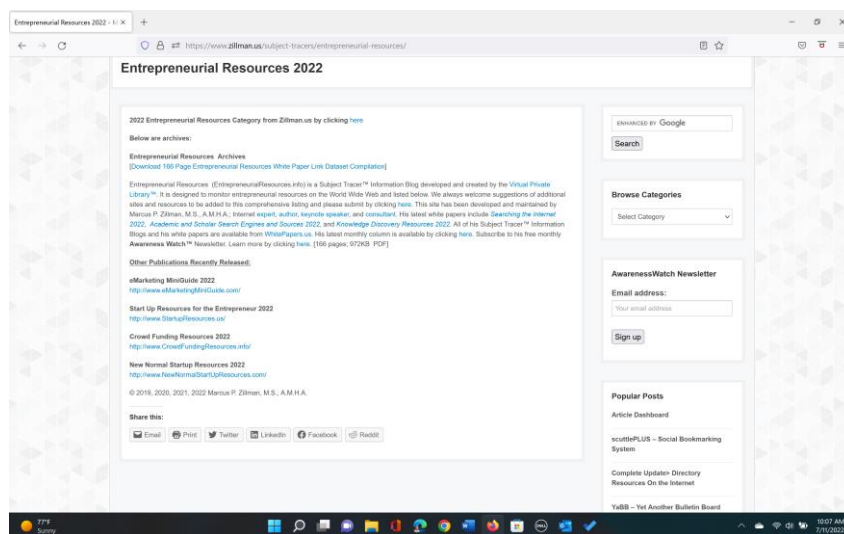 Entrepreneurial Resources 2022 -
https://www.zillman.us/subject-tracers/entrepreneurial-resources/
Entrepreneurial Resources 2022
2022 Entrepreneurial Resources Category from Zillman.us by clicking here
Below are archives:
Entrepreneurial Resources Archives
[Download 166 Page Entrepreneurial Resources White Paper Link Dataset Compilation]
Entrepreneurial Resources (EntrepreneurialResources.info) is a Subject Tracer™ Information Blog developed and created by the Virtual Private
Library™. It is designed to monitor entrepreneurial resources on the World Wide Web and listed below. We always welcome suggestions of additional
sites and resources to be added to this comprehensive listing and please submit by clicking here. This site has been developed and maintained by
Marcus P. Zillman, M.S., A.M.H.A.; Internet expert, author, keynote speaker, and consultant. His latest white papers include Searching the Internet
2022, Academic and Scholar Search Engines and Sources 2022, and Knowledge Discovery Resources 2022. All of his Subject Tracer™ Information
Blogs and his white papers are available from WhitePapers.us. His latest monthly column is available by clicking here. Subscribe to his free monthly
Awareness Watch™ Newsletter. Learn more by clicking here. [166 pages; 972KB PDF]
Other Publications Recently Released:
eMarketing MiniGuide 2022
http://www.eMarketingMiniGuide.com/
Start Up Resources for the Entrepreneur 2022
http://www.StartupResources.us/
Crowd Funding Resources 2022
http://www.CrowdFundingResources.info/
New Normal Startup Resources 2022
http://www.NewNormalStartUpResources.com/
© 2019, 2020, 2021, 2022 Marcus P. Zillman, M.S., A.M.H.A.
Share this:
Email
Print
Twitter
LinkedIn
Facebook
Reddit
ENHANCED BY Google
Search
Browse Categories
Select Category
AwarenessWatch Newsletter
Email address:
Your email address
Sign up
Popular Posts
Article Dashboard
scuttlePLUS – Social Bookmarking
System
Complete Update> Directory
Resources On the Internet
YaBB – Yet Another Bulletin Board
77°F
Sunny
10:07 AM
7/11/2022